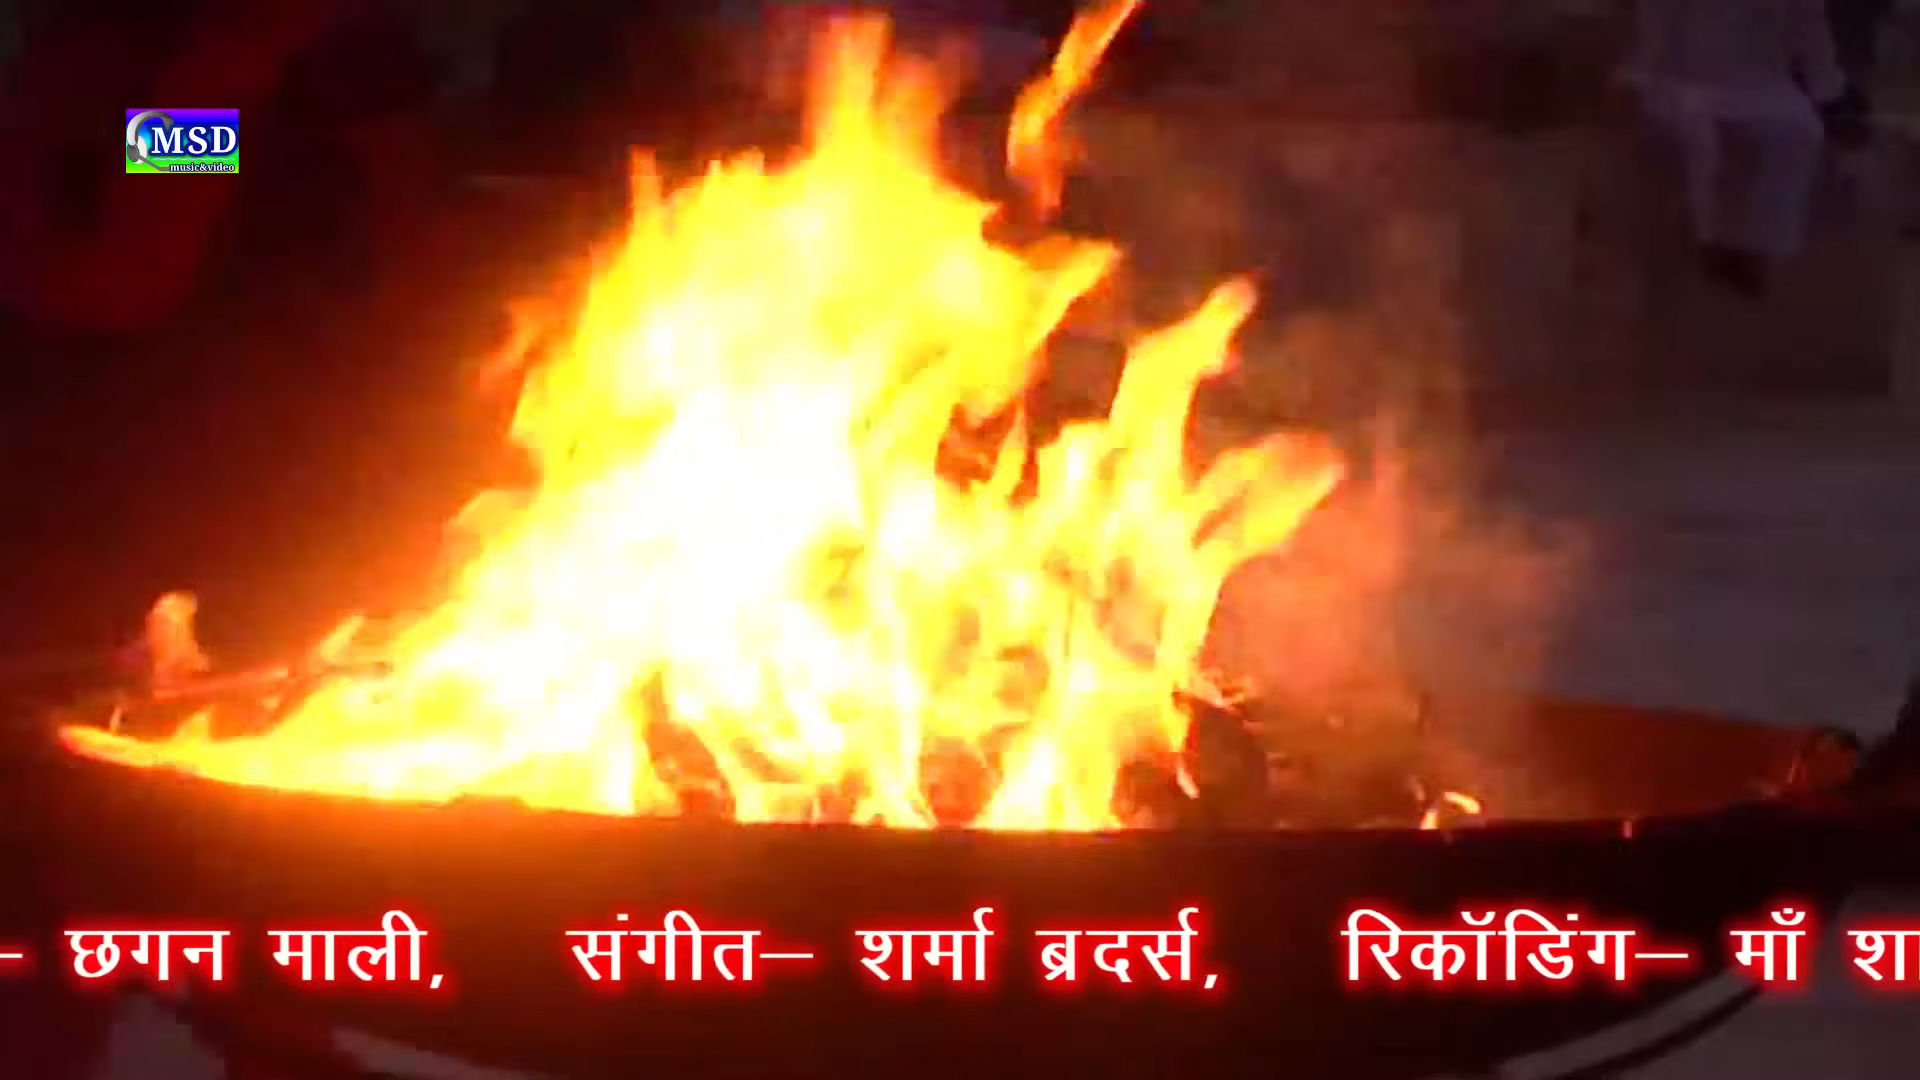 MSD
music&video
– छगन माली, संगीत– शर्मा ब्रदर्स, रिकॉडिंग– माँ